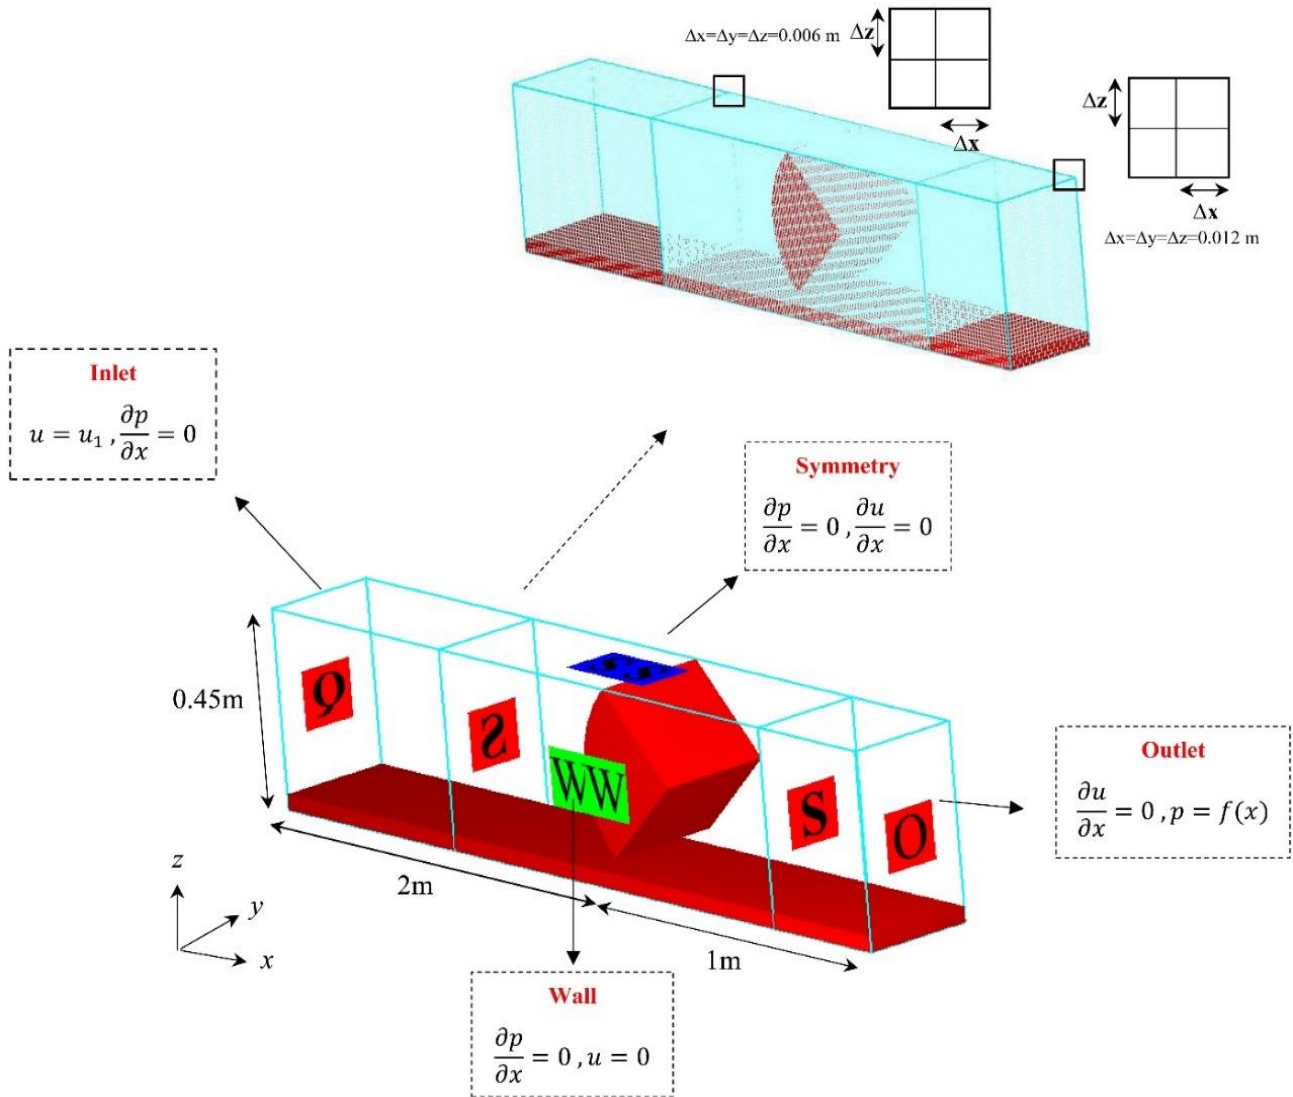 Δx=Δy=Δz=0.006 m
Δz
Δx
Δz
Δx
Δx=Δy=Δz=0.012 m
Inlet
u = u₁ , ∂p/∂x = 0
Symmetry
∂p/∂x = 0 , ∂u/∂x = 0
0.45m
Q
S
SS
WW
S
O
Outlet
∂u/∂x = 0 , p = f(x)
2m
1m
z
y
x
Wall
∂p/∂x = 0 , u = 0